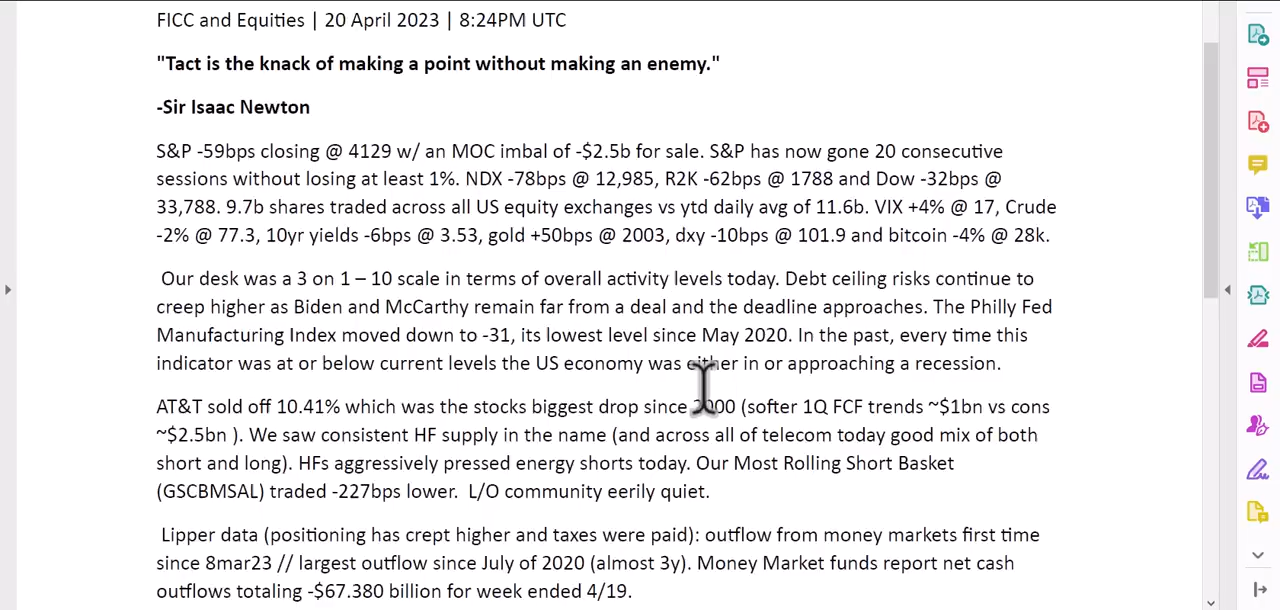 FICC and Equities | 20 April 2023 | 8:24PM UTC
"Tact is the knack of making a point without making an enemy."
-Sir Isaac Newton
S&P -59bps closing @ 4129 w/ an MOC imbal of -$2.5b for sale. S&P has now gone 20 consecutive
sessions without losing at least 1%. NDX -78bps @ 12,985, R2K -62bps @ 1788 and Dow -32bps @
33,788. 9.7b shares traded across all US equity exchanges vs ytd daily avg of 11.6b. VIX +4% @ 17, Crude
-2% @ 77.3, 10yr yields -6bps @ 3.53, gold +50bps @ 2003, dxy -10bps @ 101.9 and bitcoin -4% @ 28k.
Our desk was a 3 on 1 – 10 scale in terms of overall activity levels today. Debt ceiling risks continue to
creep higher as Biden and McCarthy remain far from a deal and the deadline approaches. The Philly Fed
Manufacturing Index moved down to -31, its lowest level since May 2020. In the past, every time this
indicator was at or below current levels the US economy was either in or approaching a recession.
AT&T sold off 10.41% which was the stocks biggest drop since 2000 (softer 1Q FCF trends ~$1bn vs cons
~$2.5bn ). We saw consistent HF supply in the name (and across all of telecom today good mix of both
short and long). HFs aggressively pressed energy shorts today. Our Most Rolling Short Basket
(GSCBMSAL) traded -227bps lower.  L/O community eerily quiet.
Lipper data (positioning has crept higher and taxes were paid): outflow from money markets first time
since 8mar23 // largest outflow since July of 2020 (almost 3y). Money Market funds report net cash
outflows totaling -$67.380 billion for week ended 4/19.